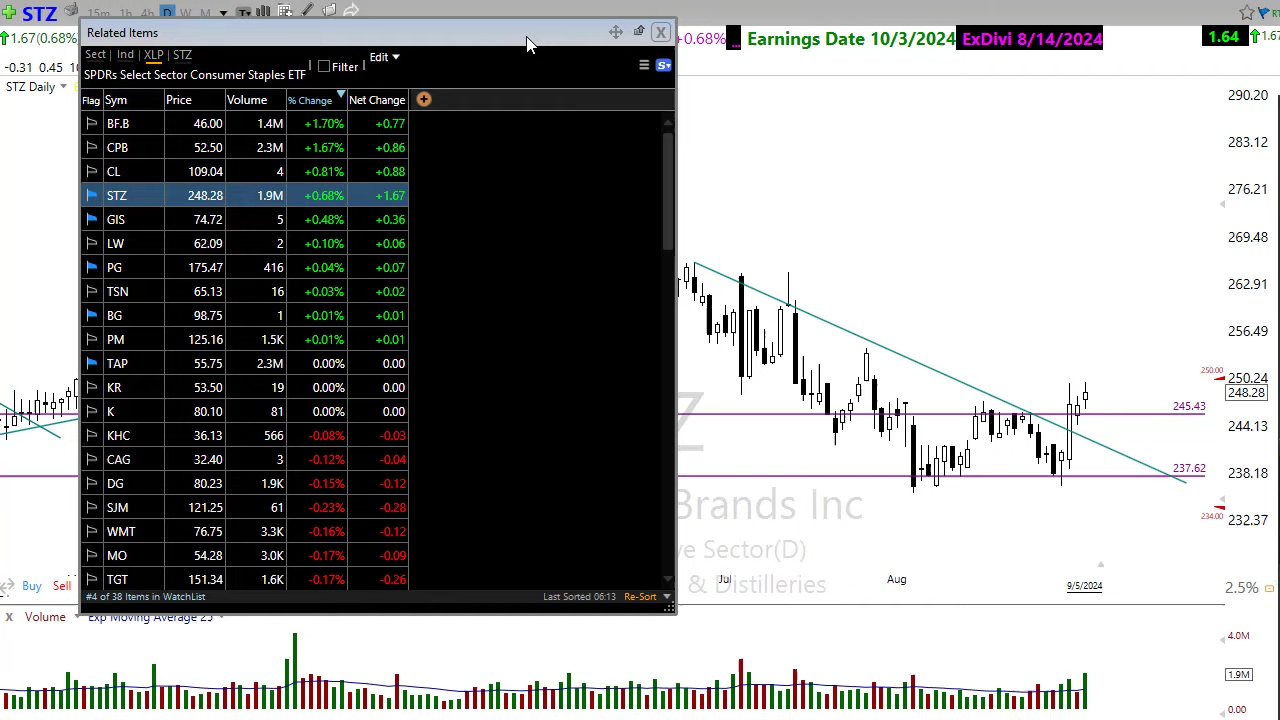 STZ
15m 1h 4h D W M
1.67(0.68%
+0.68%
Earnings Date 10/3/2024
ExDivi 8/14/2024
1.64
1.67
-0.31 0.45
STZ Daily
Related Items
X
Sect Ind XLP STZ
SPDRs Select Sector Consumer Staples ETF
Filter
Edit
Flag Sym Price Volume % Change Net Change
BF.B 46.00 1.4M +1.70% +0.77
CPB 52.50 2.3M +1.67% +0.86
CL 109.04 4 +0.81% +0.88
STZ 248.28 1.9M +0.68% +1.67
GIS 74.72 5 +0.48% +0.36
LW 62.09 2 +0.10% +0.06
PG 175.47 416 +0.04% +0.07
TSN 65.13 16 +0.03% +0.02
BG 98.75 1 +0.01% +0.01
PM 125.16 1.5K +0.01% +0.01
TAP 55.75 2.3M 0.00% 0.00
KR 53.50 19 0.00% 0.00
K 80.10 81 0.00% 0.00
KHC 36.13 566 -0.08% -0.03
CAG 32.40 3 -0.12% -0.04
DG 80.23 1.9K -0.15% -0.12
SJM 121.25 61 -0.23% -0.28
WMT 76.75 3.3K -0.16% -0.12
MO 54.28 3.0K -0.17% -0.09
TGT 151.34 1.6K -0.17% -0.26
#4 of 38 Items in WatchList
Last Sorted 06:13 Re-Sort
290.20
283.12
276.21
269.48
262.91
256.49
250.00
250.24
248.28
245.43
244.13
237.62
238.18
234.00
232.37
Z
Brands Inc
ve Sector(D)
& Distilleries
Buy Sell
Jul Aug 9/5/2024
2.5%
X Volume Exp Moving Average 25
4.0M
1.9M
0.00